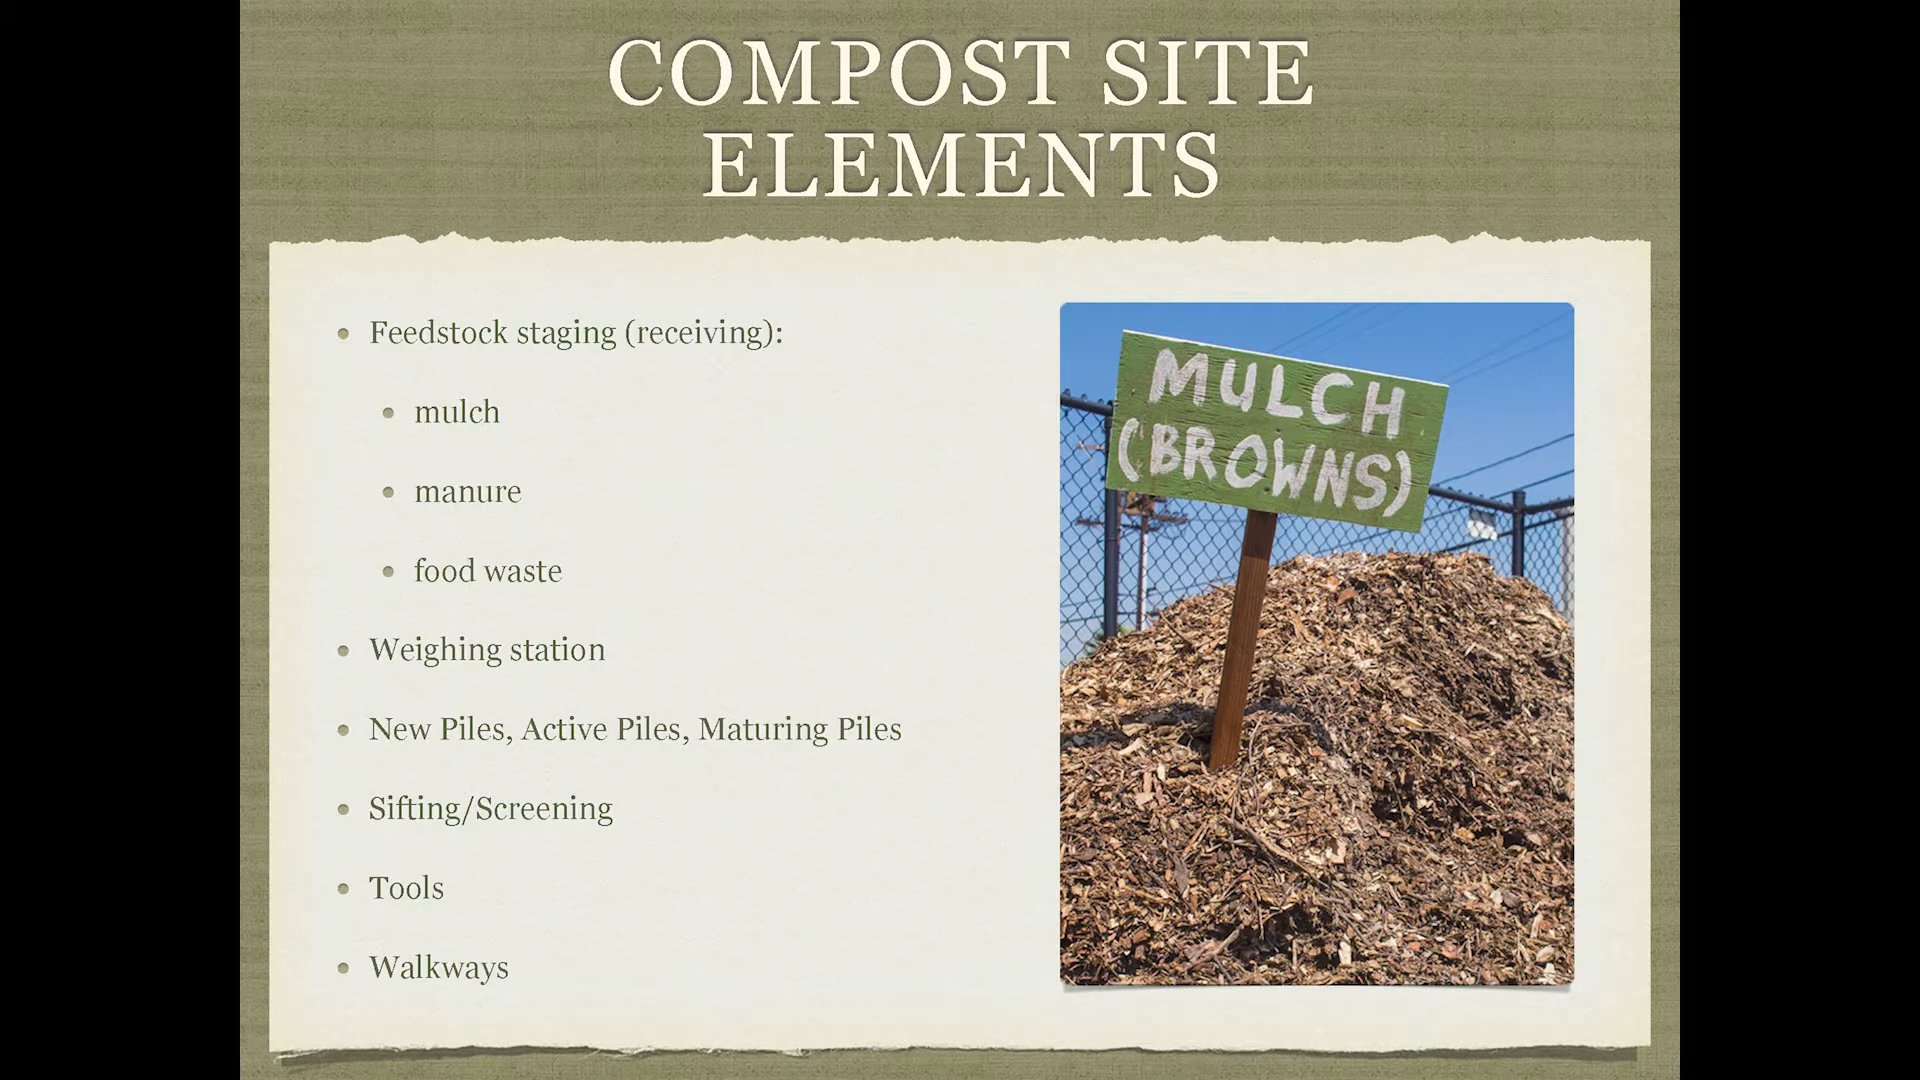 COMPOST SITE
ELEMENTS
Feedstock staging (receiving):
mulch
manure
food waste
Weighing station
New Piles, Active Piles, Maturing Piles
Sifting/Screening
Tools
Walkways
MULCH
(BROWNS)